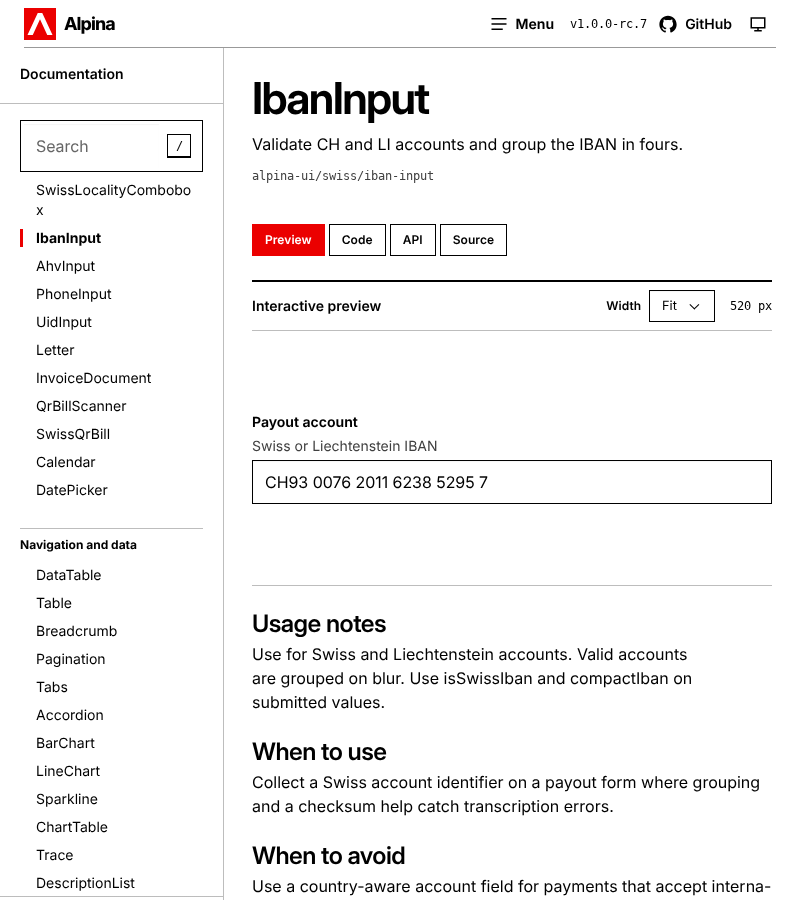 Alpina
Menu
v1.0.0-rc.7
GitHub
Documentation
Search
/
SwissLocalityCombobo
x
IbanInput
AhvInput
PhoneInput
UidInput
Letter
InvoiceDocument
QrBillScanner
SwissQrBill
Calendar
DatePicker
Navigation and data
DataTable
Table
Breadcrumb
Pagination
Tabs
Accordion
BarChart
LineChart
Sparkline
ChartTable
Trace
DescriptionList
IbanInput
Validate CH and LI accounts and group the IBAN in fours.
alpina-ui/swiss/iban-input
Preview
Code
API
Source
Interactive preview
Width
Fit
520 px
Payout account
Swiss or Liechtenstein IBAN
CH93 0076 2011 6238 5295 7
Usage notes
Use for Swiss and Liechtenstein accounts. Valid accounts
are grouped on blur. Use isSwissIban and compactIban on
submitted values.
When to use
Collect a Swiss account identifier on a payout form where grouping
and a checksum help catch transcription errors.
When to avoid
Use a country-aware account field for payments that accept interna-